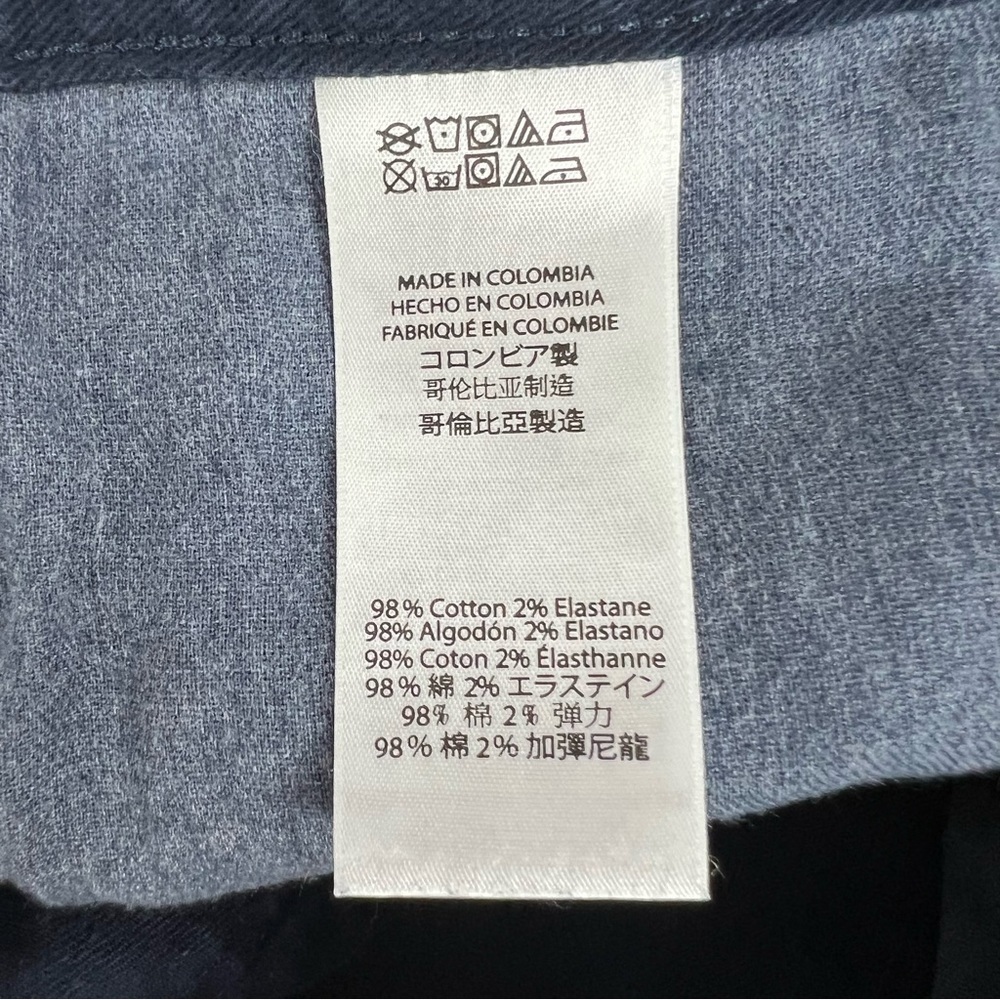 30
MADE IN COLOMBIA
HECHO EN COLOMBIA
FABRIQUÉ EN COLOMBIE
コロンビア製
哥伦比亚制造
哥倫比亞製造
98% Cotton 2% Elastane
98% Algodón 2% Elastano
98% Coton 2% Élasthanne
98% 綿 2% エラステイン
98% 棉 2% 弹力
98% 棉 2% 加彈尼龍